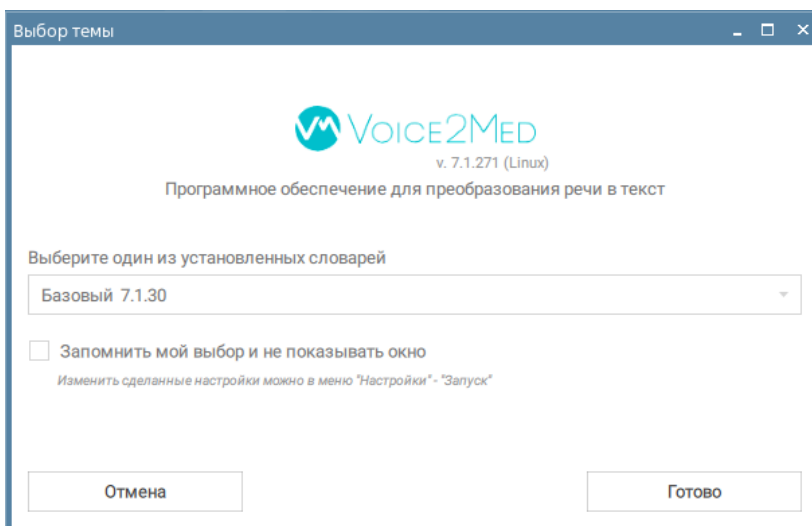 Выбор темы
VOICE2MED
v. 7.1.271 (Linux)
Программное обеспечение для преобразования речи в текст
Выберите один из установленных словарей
Базовый 7.1.30
Запомнить мой выбор и не показывать окно
Изменить сделанные настройки можно в меню "Настройки" - "Запуск"
Отмена
Готово